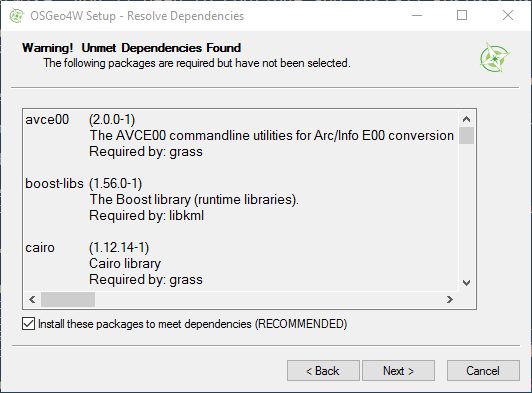 OSGeo4W Setup - Resolve Dependencies
Warning! Unmet Dependencies Found
The following packages are required but have not been selected.
avce00 (2.0.0-1)
The AVCE00 commandline utilities for Arc/Info E00 conversion
Required by: grass
boost-libs (1.56.0-1)
The Boost library (runtime libraries).
Required by: libkml
cairo (1.12.14-1)
Cairo library
Required by: grass
Install these packages to meet dependencies (RECOMMENDED)
< Back Next > Cancel